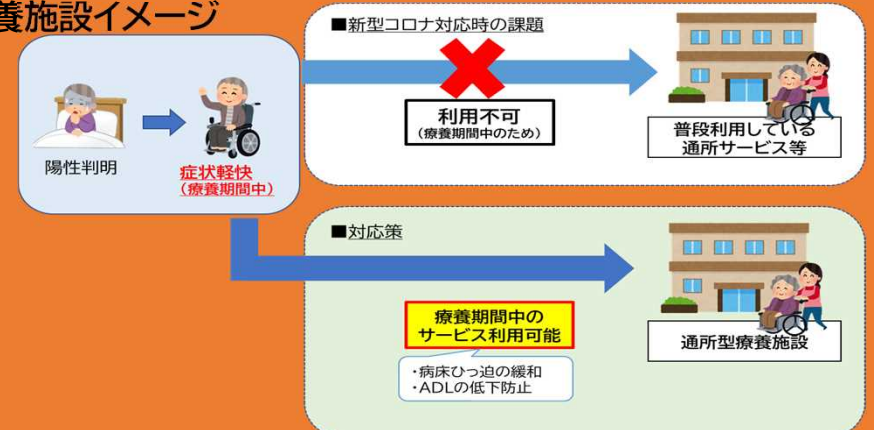 養施設イメージ
■新型コロナ対応時の課題
陽性判明
症状軽快
（療養期間中）
利用不可
（療養期間中のため）
普段利用している
通所サービス等
■対応策
療養期間中の
サービス利用可能
・病床ひっ迫の緩和
・ADLの低下防止
通所型療養施設